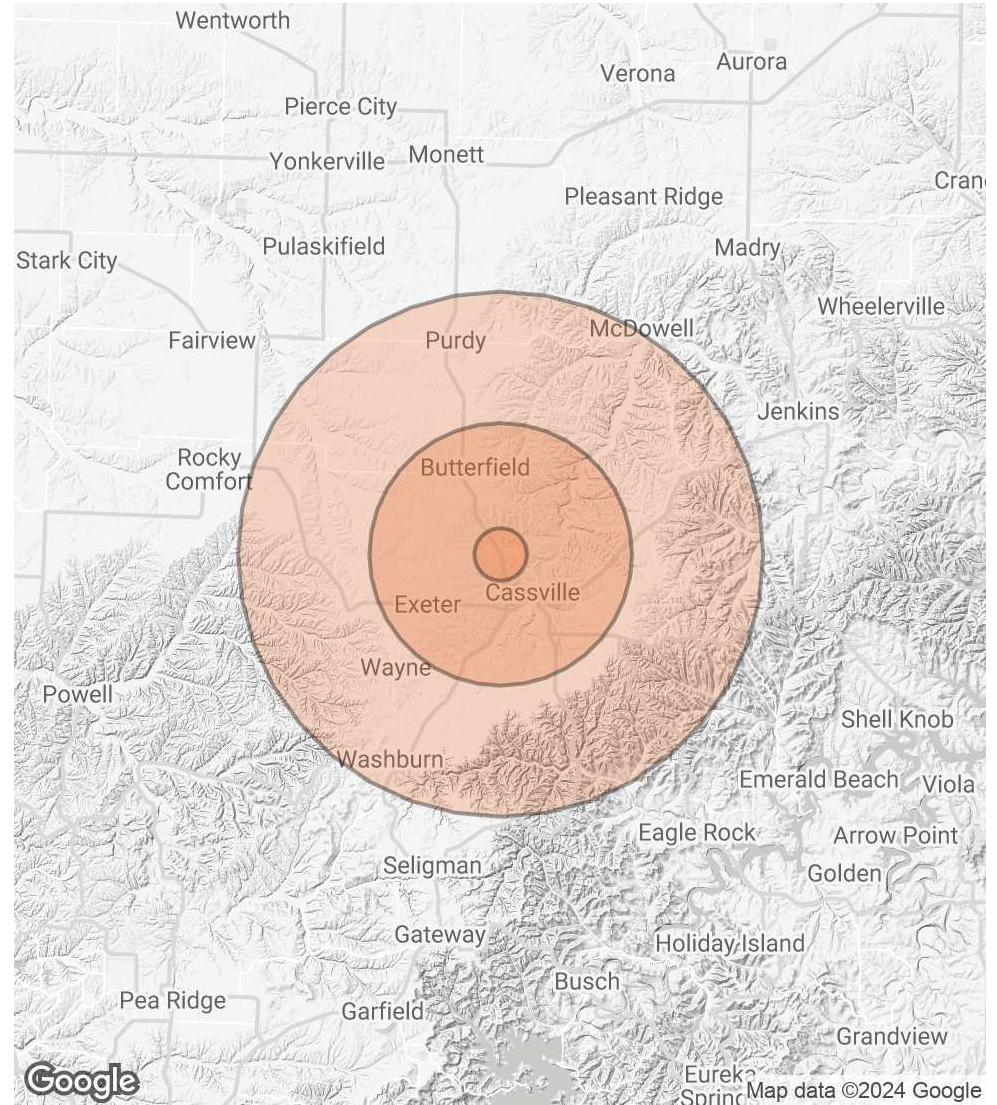 Wentworth
Verona
Aurora
Pierce City
Yonkerville
Monett
Crane
Pleasant Ridge
Pulaskifield
Madry
Stark City
Wheelerville
McDowell
Fairview
Purdy
Jenkins
Rocky
Comfort
Butterfield
Cassville
Exeter
Wayne
Powell
Shell Knob
Washburn
Emerald Beach
Viola
Eagle Rock
Arrow Point
Seligman
Golden
Gateway
Holiday Island
Busch
Pea Ridge
Garfield
Grandview
Eureka
Springs
Google
Map data ©2024 Google